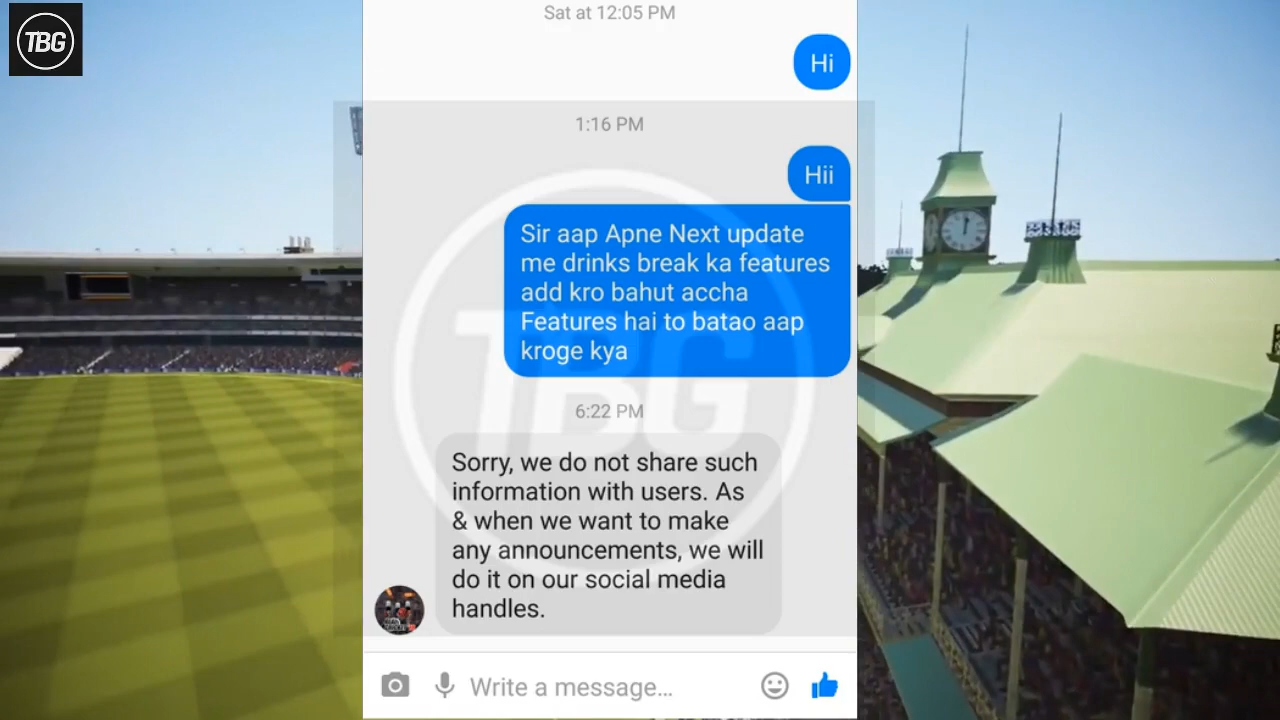 TBG
Sat at 12:05 PM
Hi
1:16 PM
Hii
Sir aap Apne Next update
me drinks break ka features
add kro bahut accha
Features hai to batao aap
kroge kya
TBG
6:22 PM
Sorry, we do not share such
information with users. As
& when we want to make
any announcements, we will
do it on our social media
handles.
Write a message…